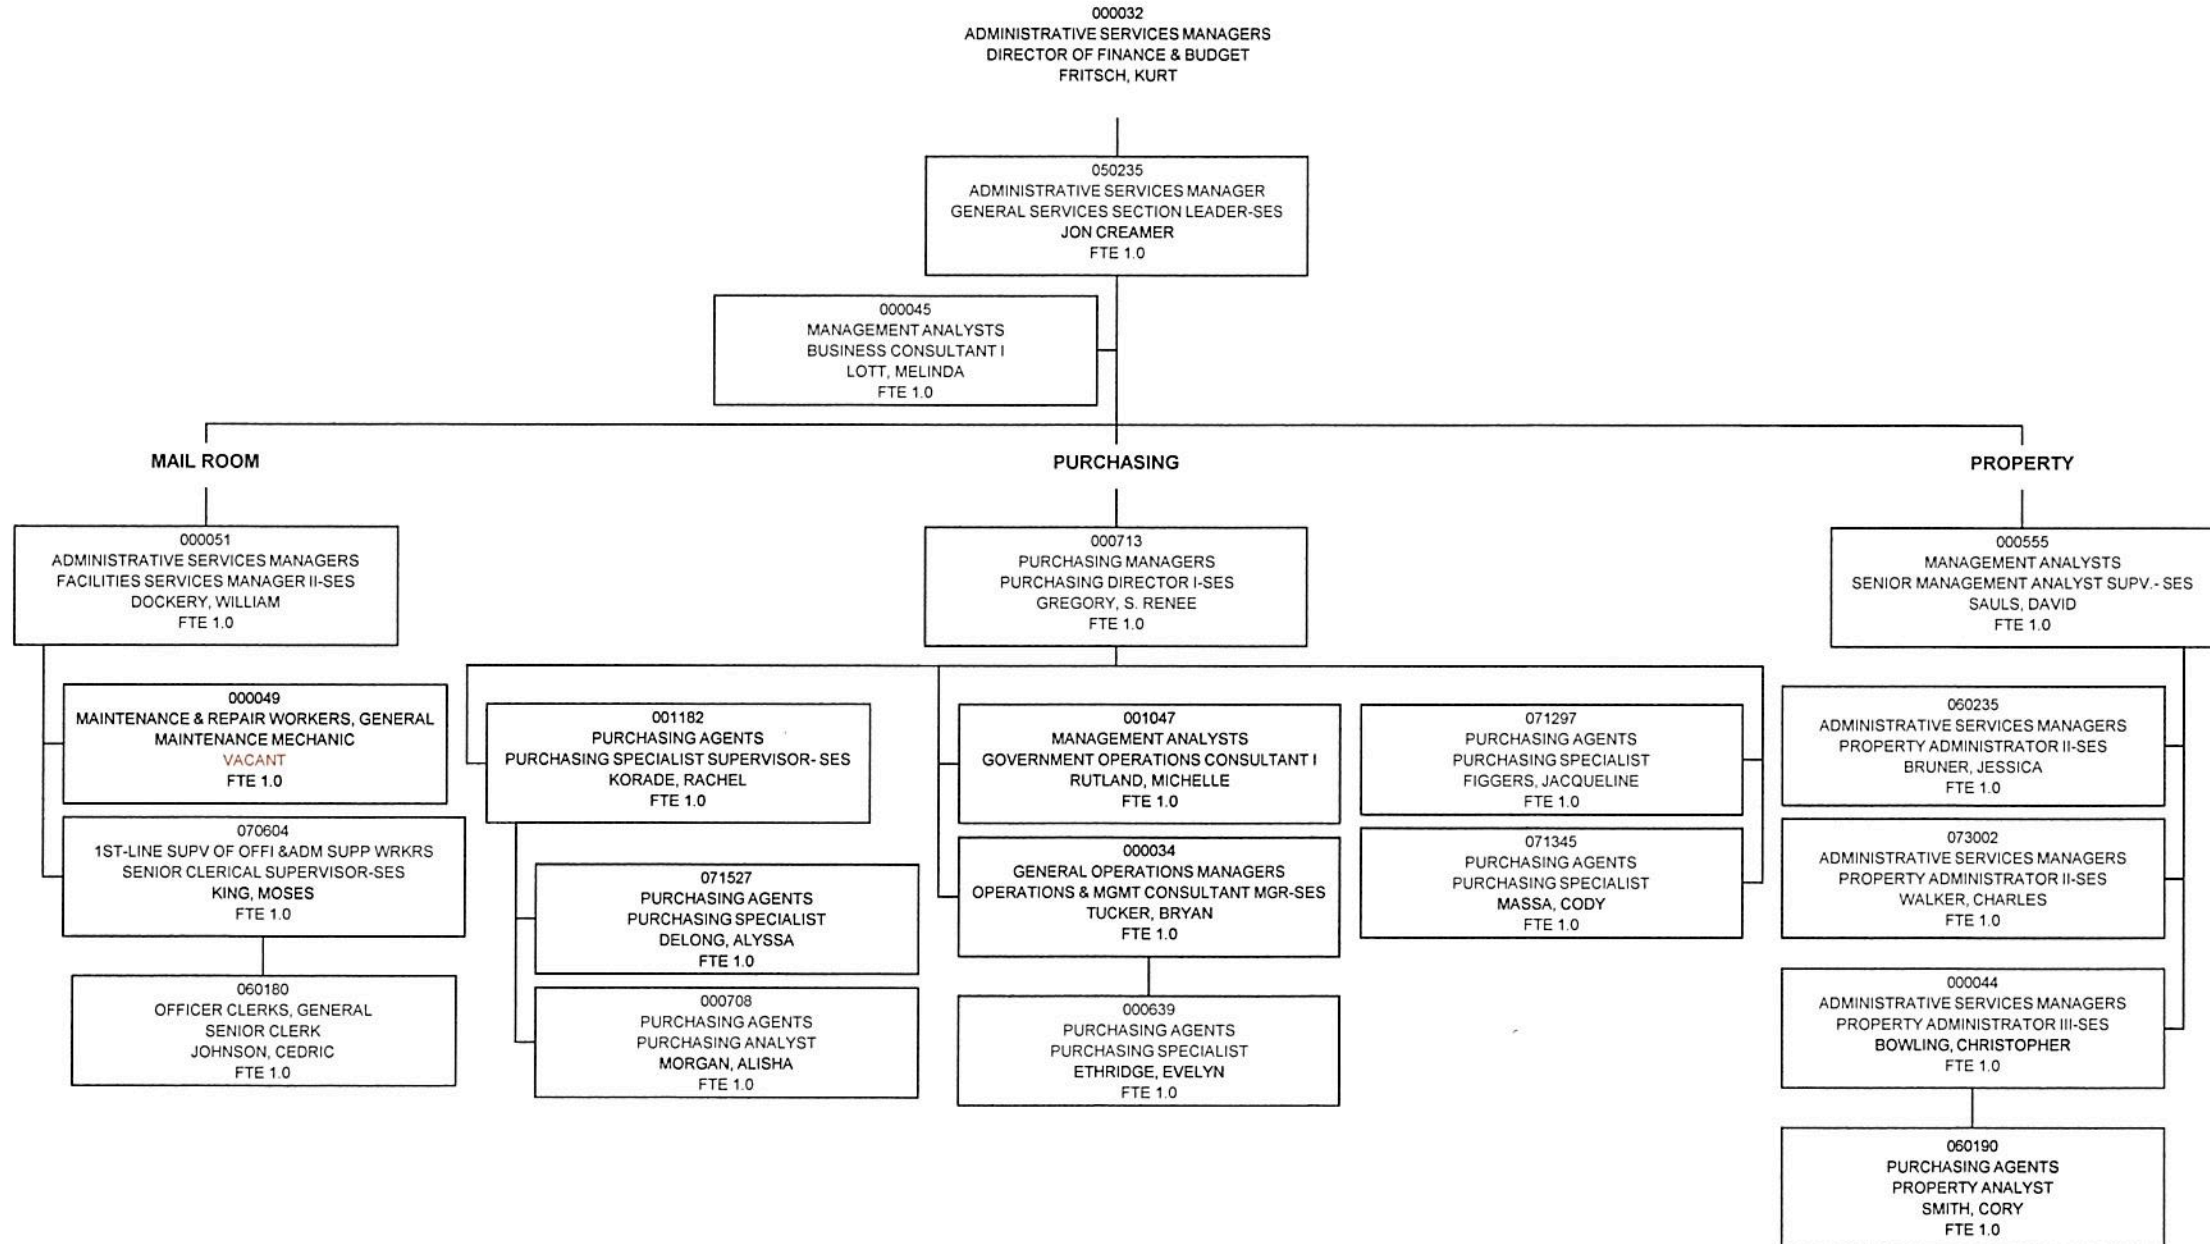 000032
ADMINISTRATIVE SERVICES MANAGERS
DIRECTOR OF FINANCE & BUDGET
FRITSCH, KURT
050235
ADMINISTRATIVE SERVICES MANAGER
GENERAL SERVICES SECTION LEADER-SES
JON CREAMER
FTE 1.0
000045
MANAGEMENT ANALYSTS
BUSINESS CONSULTANT I
LOTT, MELINDA
FTE 1.0
MAIL ROOM
000051
ADMINISTRATIVE SERVICES MANAGERS
FACILITIES SERVICES MANAGER II-SES
DOCKERY, WILLIAM
FTE 1.0
000049
MAINTENANCE & REPAIR WORKERS, GENERAL
MAINTENANCE MECHANIC
VACANT
FTE 1.0
070604
1ST-LINE SUPV OF OFFI &ADM SUPP WRKRS
SENIOR CLERICAL SUPERVISOR-SES
KING, MOSES
FTE 1.0
060180
OFFICER CLERKS, GENERAL
SENIOR CLERK
JOHNSON, CEDRIC
FTE 1.0
PURCHASING
000713
PURCHASING MANAGERS
PURCHASING DIRECTOR I-SES
GREGORY, S. RENEE
FTE 1.0
001182
PURCHASING AGENTS
PURCHASING SPECIALIST SUPERVISOR- SES
KORADE, RACHEL
FTE 1.0
071527
PURCHASING AGENTS
PURCHASING SPECIALIST
DELONG, ALYSSA
FTE 1.0
000708
PURCHASING AGENTS
PURCHASING ANALYST
MORGAN, ALISHA
FTE 1.0
001047
MANAGEMENT ANALYSTS
GOVERNMENT OPERATIONS CONSULTANT I
RUTLAND, MICHELLE
FTE 1.0
000034
GENERAL OPERATIONS MANAGERS
OPERATIONS & MGMT CONSULTANT MGR-SES
TUCKER, BRYAN
FTE 1.0
000639
PURCHASING AGENTS
PURCHASING SPECIALIST
ETHRIDGE, EVELYN
FTE 1.0
071297
PURCHASING AGENTS
PURCHASING SPECIALIST
FIGGERS, JACQUELINE
FTE 1.0
071345
PURCHASING AGENTS
PURCHASING SPECIALIST
MASSA, CODY
FTE 1.0
PROPERTY
000555
MANAGEMENT ANALYSTS
SENIOR MANAGEMENT ANALYST SUPV.- SES
SAULS, DAVID
FTE 1.0
060235
ADMINISTRATIVE SERVICES MANAGERS
PROPERTY ADMINISTRATOR II-SES
BRUNER, JESSICA
FTE 1.0
073002
ADMINISTRATIVE SERVICES MANAGERS
PROPERTY ADMINISTRATOR II-SES
WALKER, CHARLES
FTE 1.0
000044
ADMINISTRATIVE SERVICES MANAGERS
PROPERTY ADMINISTRATOR III-SES
BOWLING, CHRISTOPHER
FTE 1.0
060190
PURCHASING AGENTS
PROPERTY ANALYST
SMITH, CORY
FTE 1.0